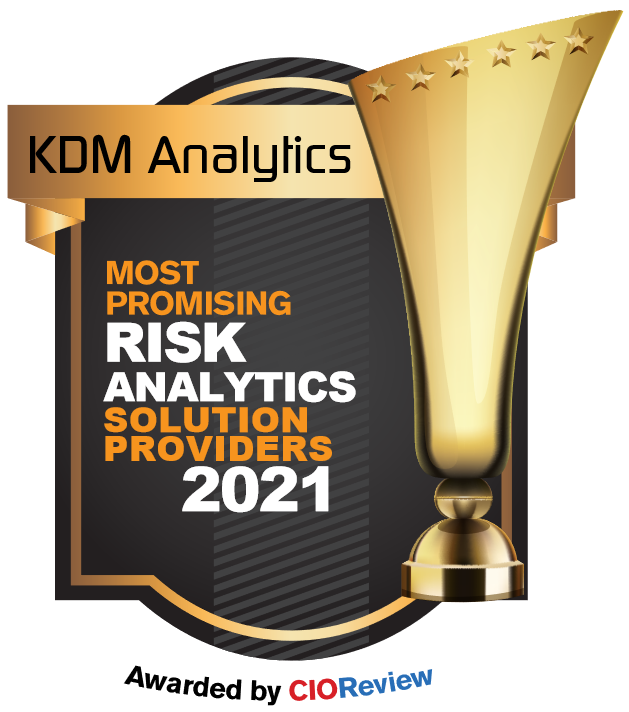 KDM Analytics
MOST
PROMISING
RISK
ANALYTICS
SOLUTION
PROVIDERS
2021
Awarded by CIOReview